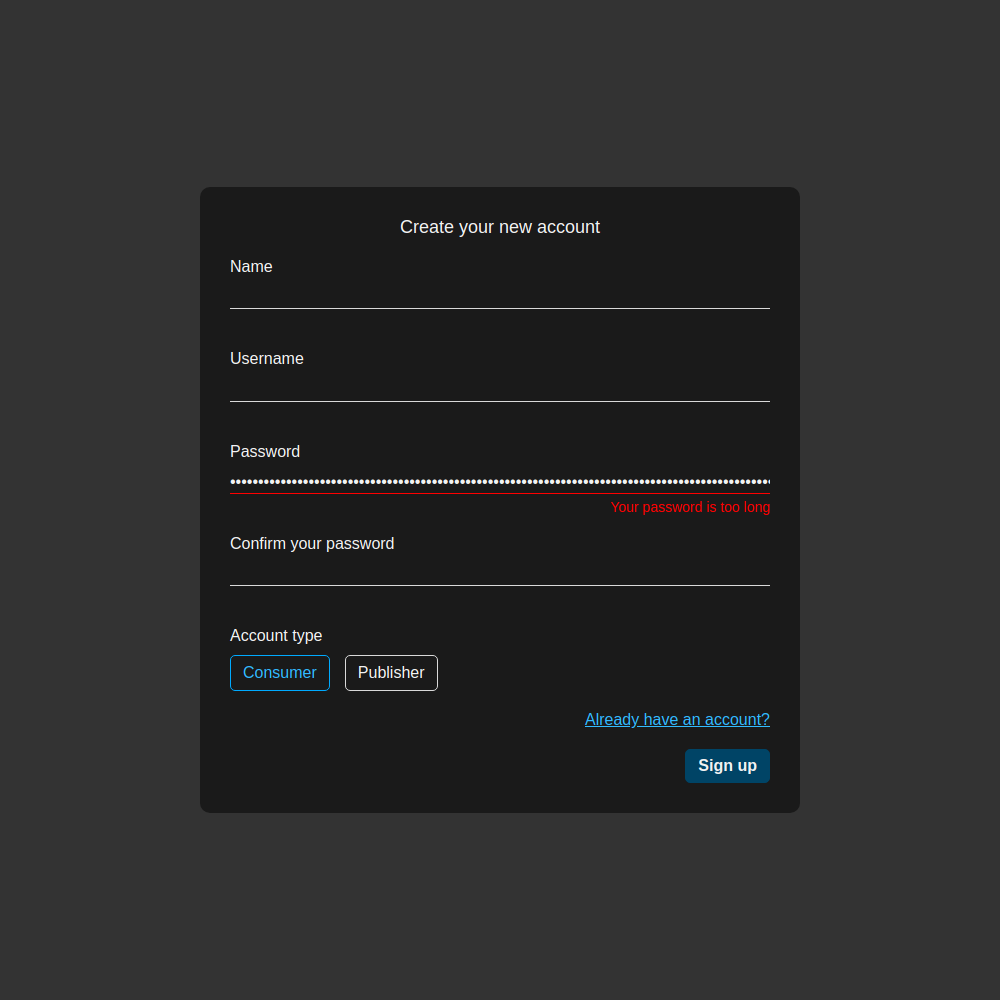 Create your new account
Name
Username
Password
Your password is too long
Confirm your password
Account type
Consumer Publisher
Already have an account?
Sign up